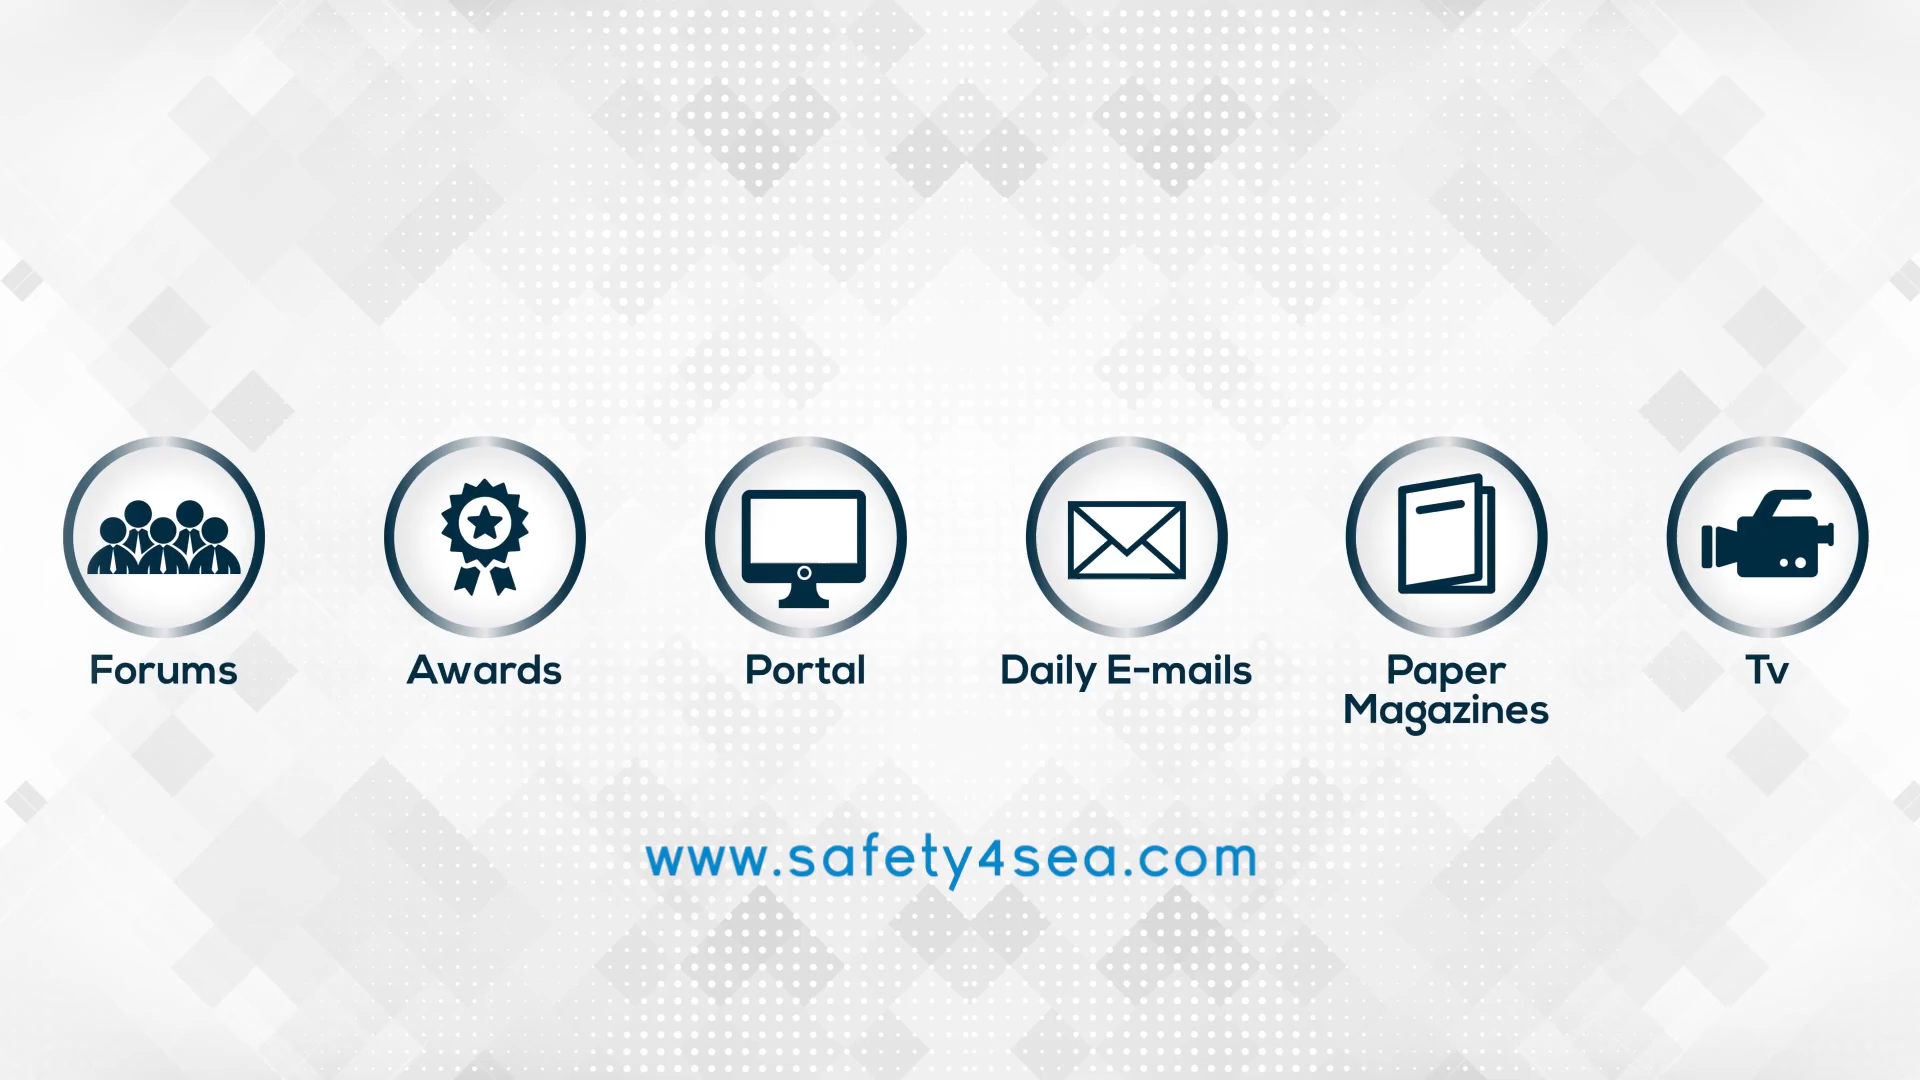 Forums
Awards
Portal
Daily E-mails
Paper
Magazines
Tv
www.safety4sea.com